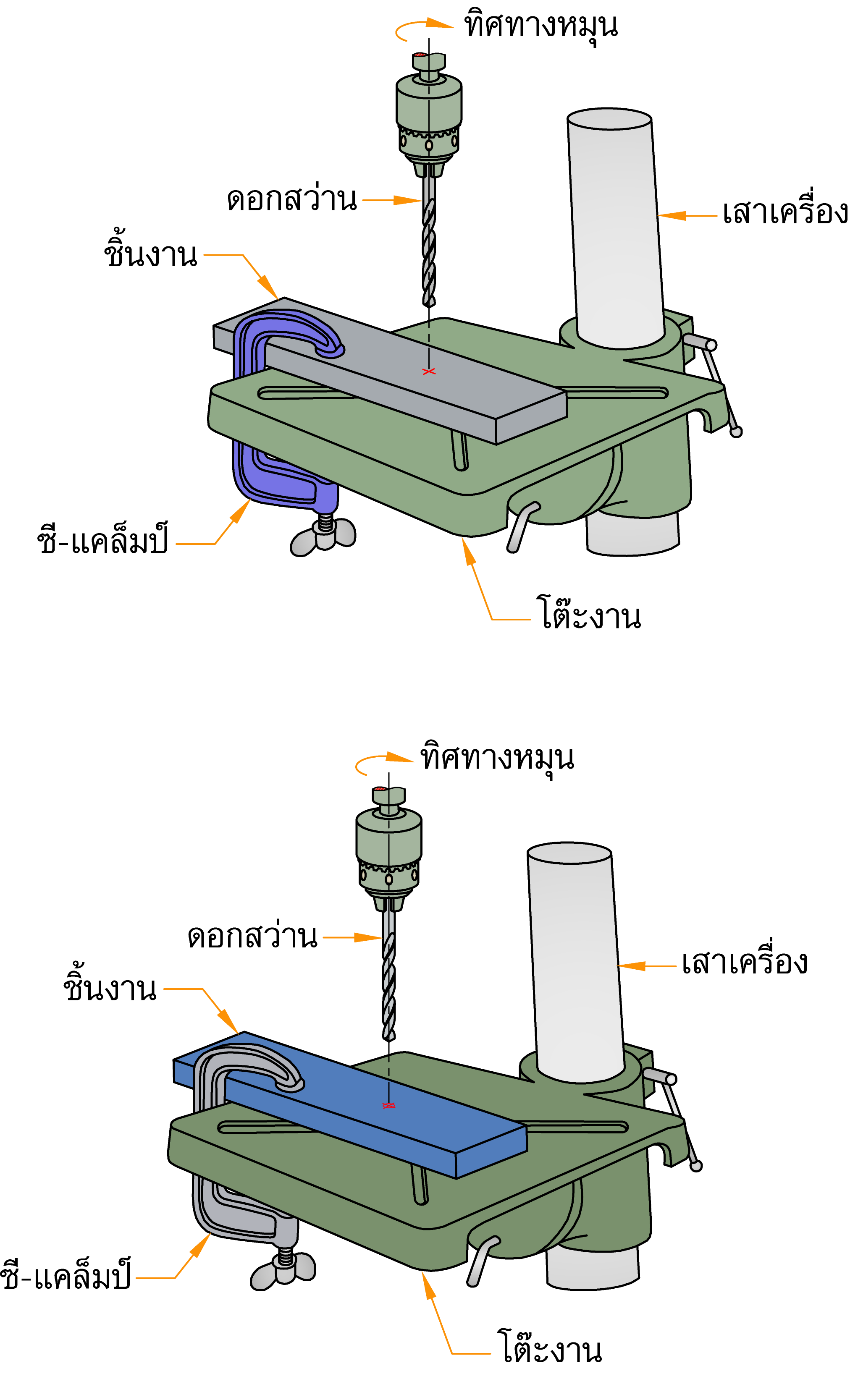 ทิศทางหมุน
ดอกสว่าน
เสาเครื่อง
ชิ้นงาน
ซี-แคล็มป์
โต๊ะงาน
ทิศทางหมุน
ดอกสว่าน
เสาเครื่อง
ชิ้นงาน
ซี-แคล็มป์
โต๊ะงาน